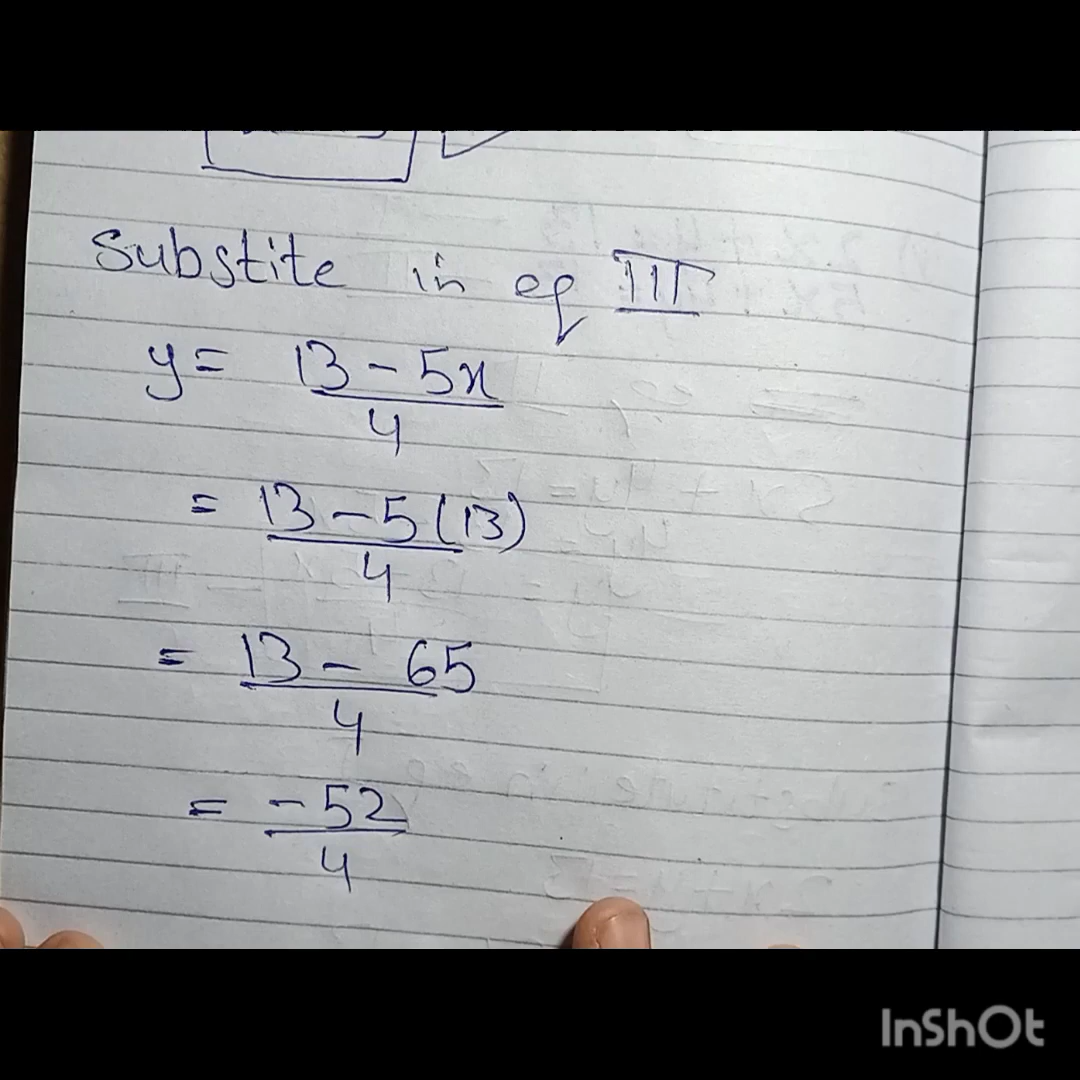 Substite in eq III
y = 13 - 5x
4
= 13 - 5(13)
4
= 13 - 65
4
= -52
4
InShOt